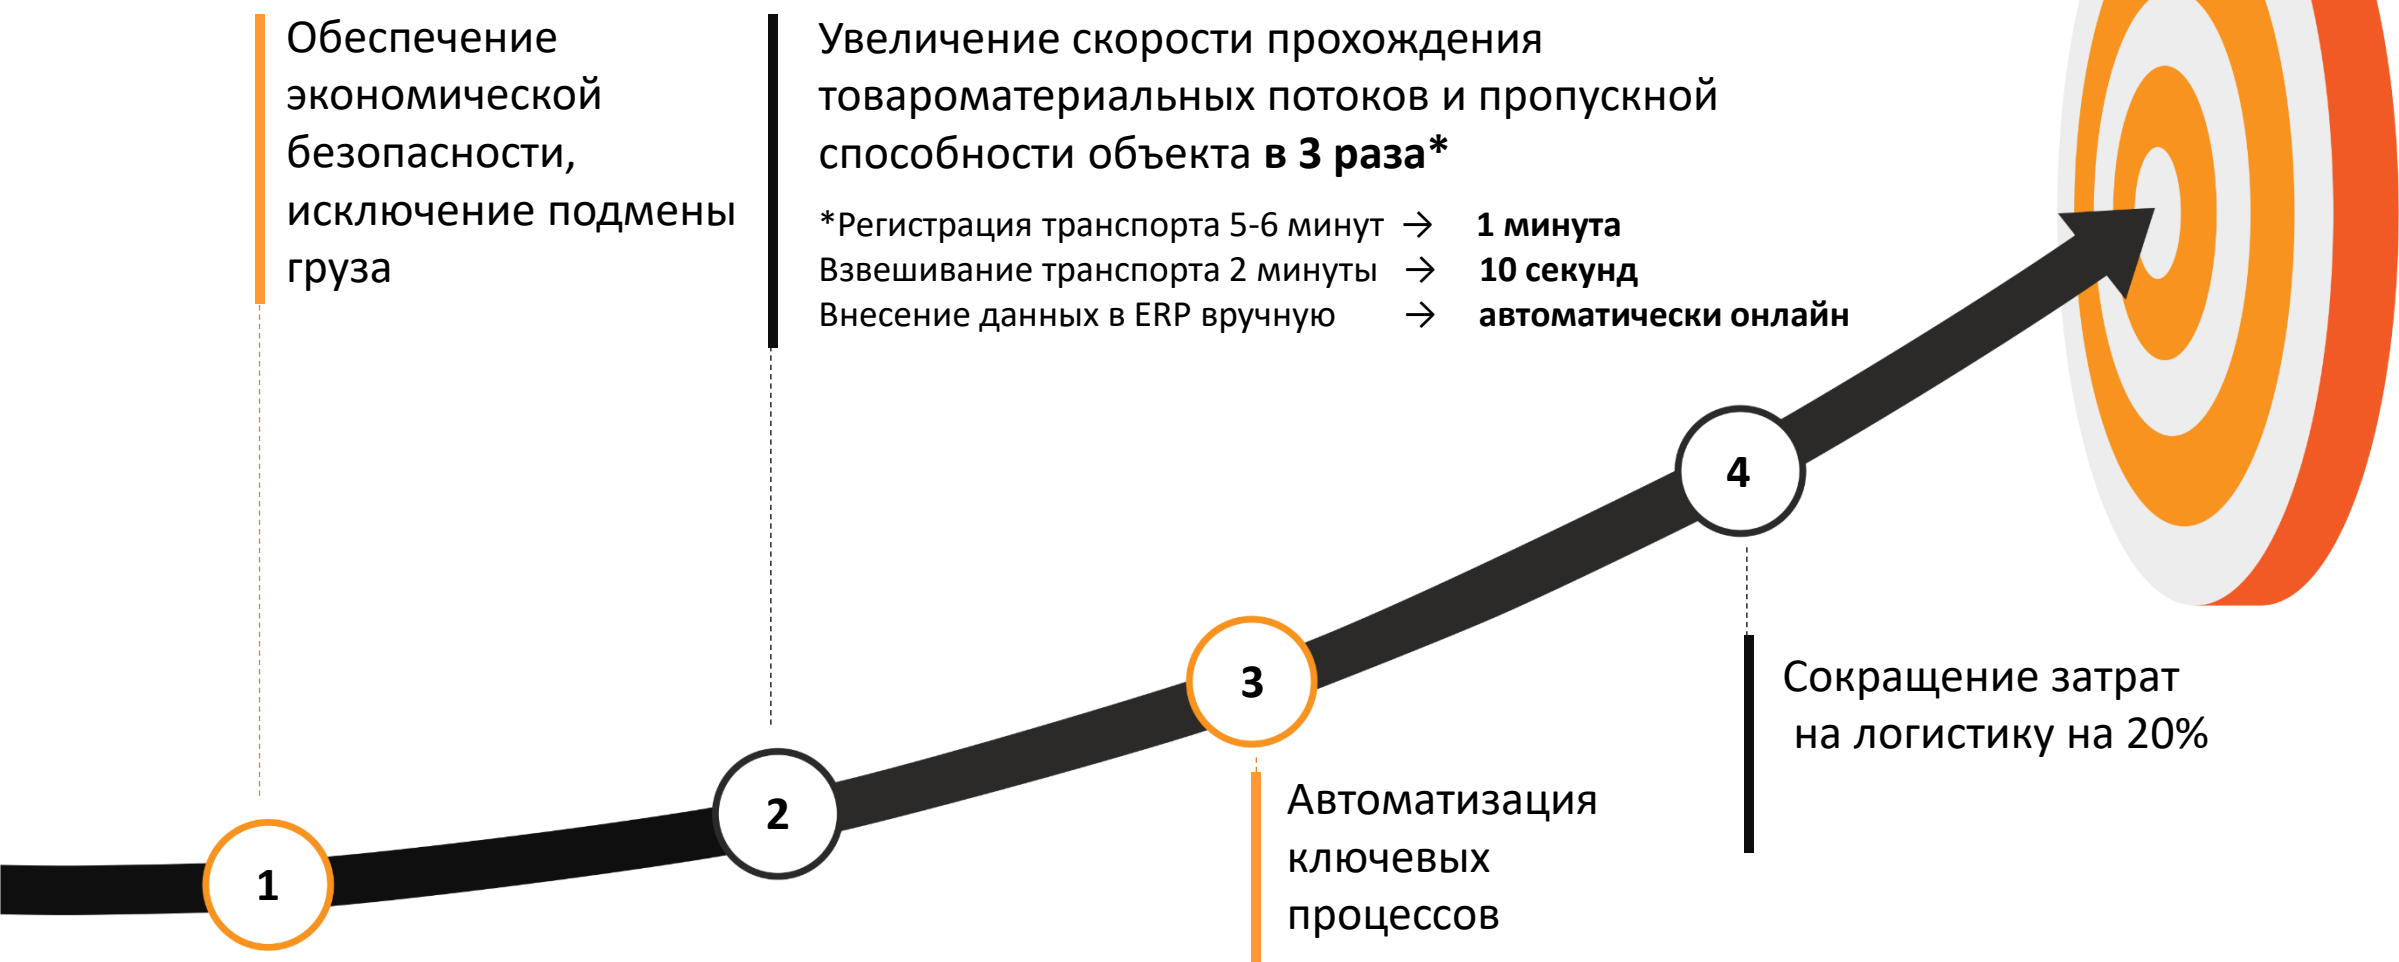 Обеспечение
экономической
безопасности,
исключение подмены
груза
Увеличение скорости прохождения
товароматериальных потоков и пропускной
способности объекта в 3 раза*
*Регистрация транспорта 5-6 минут → 1 минута
Взвешивание транспорта 2 минуты → 10 секунд
Внесение данных в ERP вручную → автоматически онлайн
1
2
3
4
Автоматизация
ключевых
процессов
Сокращение затрат
на логистику на 20%